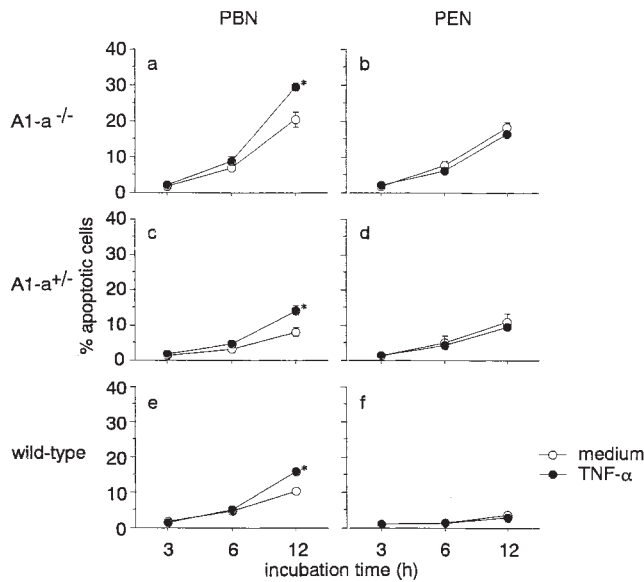 PBN PEN
a b
40
30
20
10
0
*
A1-a -/-
c d
40
30
20
10
0
*
A1-a+/-
% apoptotic cells
e f
40
30
20
10
0
*
wild-type
medium
TNF-α
3 6 12 3 6 12
incubation time (h)